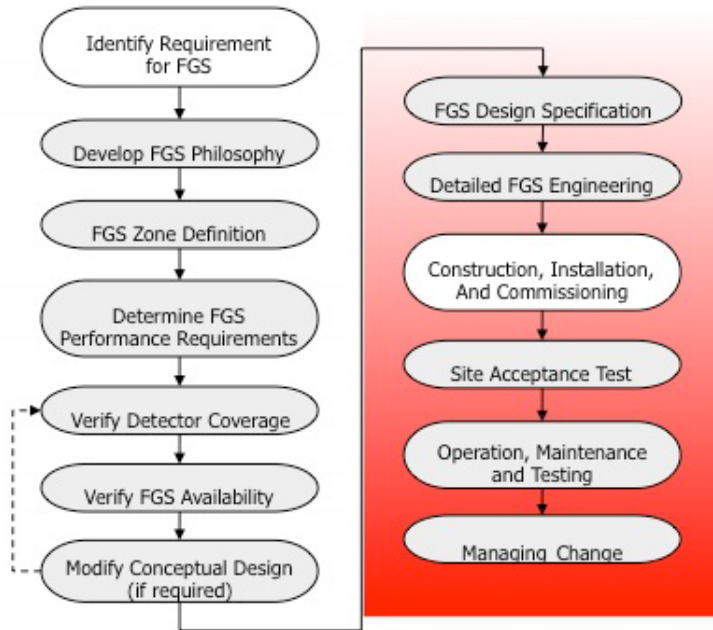 Identify Requirement
for FGS
Develop FGS Philosophy
FGS Zone Definition
Determine FGS
Performance Requirements
Verify Detector Coverage
Verify FGS Availability
Modify Conceptual Design
(if required)
FGS Design Specification
Detailed FGS Engineering
Construction, Installation,
And Commissioning
Site Acceptance Test
Operation, Maintenance
and Testing
Managing Change